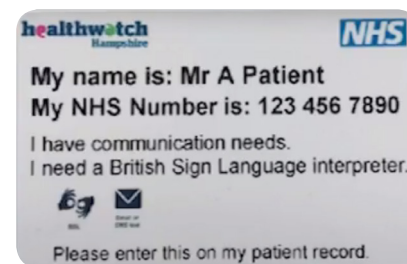 healthwatch
Hampshire
NHS
My name is: Mr A Patient
My NHS Number is: 123 456 7890
I have communication needs.
I need a British Sign Language interpreter.
BSL
Please enter this on my patient record.